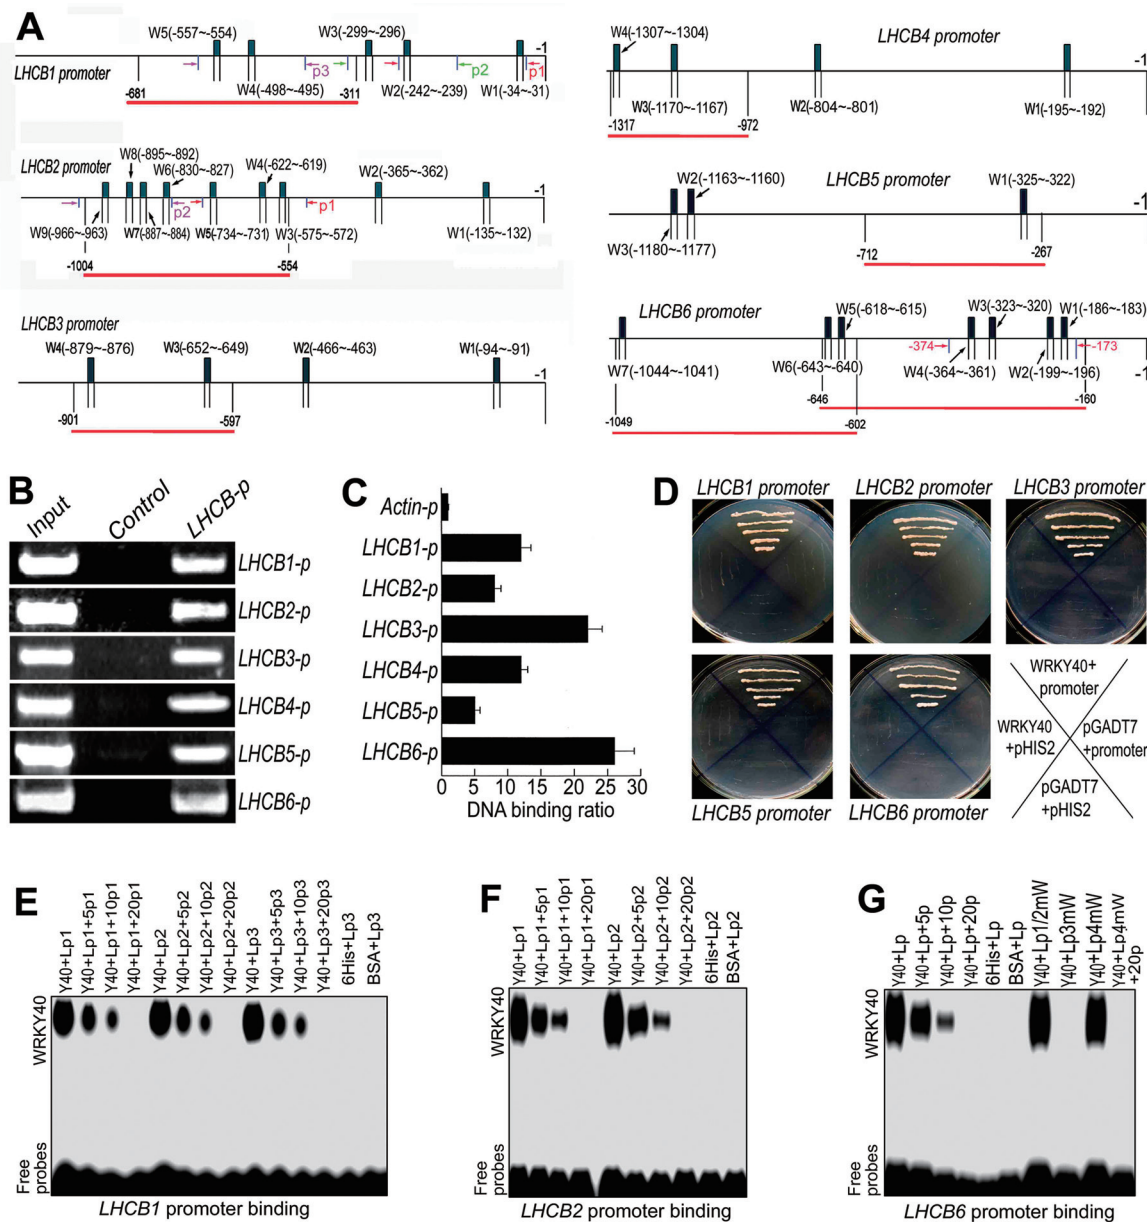 A
W5(-557~-554)
W3(-299~-296)
-1
LHCB1 promoter
p3
p2
p1
W4(-498~-495)
W2(-242~-239)
W1(-34~-31)
-681
-311
W8(-895~-892)
LHCB2 promoter
W6(-830~-827)
W4(-622~-619)
W2(-365~-362)
-1
p2
p1
W9(-966~-963)
W7(-887~-884)
W5(-734~-731)
W3(-575~-572)
W1(-135~-132)
-1004
-554
LHCB3 promoter
W4(-879~-876)
W3(-652~-649)
W2(-466~-463)
W1(-94~-91)
-1
-901
-597
W4(-1307~-1304)
LHCB4 promoter
-1
W3(-1170~-1167)
W2(-804~-801)
W1(-195~-192)
-1317
-972
W2(-1163~-1160)
LHCB5 promoter
W1(-325~-322)
-1
W3(-1180~-1177)
-712
-267
LHCB6 promoter
W5(-618~-615)
W3(-323~-320)
W1(-186~-183)
-374
-173
W7(-1044~-1041)
W6(-643~-640)
W4(-364~-361)
W2(-199~-196)
-1
-646
-160
-1049
-602
B
Input
Control
LHCB-p
LHCB1-p
LHCB2-p
LHCB3-p
LHCB4-p
LHCB5-p
LHCB6-p
C
Actin-p
LHCB1-p
LHCB2-p
LHCB3-p
LHCB4-p
LHCB5-p
LHCB6-p
0 5 10 15 20 25 30
DNA binding ratio
D
LHCB1 promoter
LHCB2 promoter
LHCB3 promoter
WRKY40+
promoter
WRKY40
+pHIS2
pGADT7
+promoter
pGADT7
+pHIS2
LHCB5 promoter
LHCB6 promoter
E
Y40+Lp1
Y40+Lp1+5p1
Y40+Lp1+10p1
Y40+Lp1+20p1
Y40+Lp2
Y40+Lp2+5p2
Y40+Lp2+10p2
Y40+Lp2+20p2
Y40+Lp3
Y40+Lp3+5p3
Y40+Lp3+10p3
Y40+Lp3+20p3
6His+Lp3
BSA+Lp3
WRKY40
Free
probes
LHCB1 promoter binding
F
Y40+Lp1
Y40+Lp1+5p1
Y40+Lp1+10p1
Y40+Lp1+20p1
Y40+Lp2
Y40+Lp2+5p2
Y40+Lp2+10p2
Y40+Lp2+20p2
6His+Lp2
BSA+Lp2
WRKY40
Free
probes
LHCB2 promoter binding
G
Y40+Lp
Y40+Lp+5p
Y40+Lp+10p
Y40+Lp+20p
6His+Lp
BSA+Lp
Y40+Lp1/2mW
Y40+Lp3mW
Y40+Lp4mW
Y40+Lp4mW
+20p
WRKY40
Free
probes
LHCB6 promoter binding